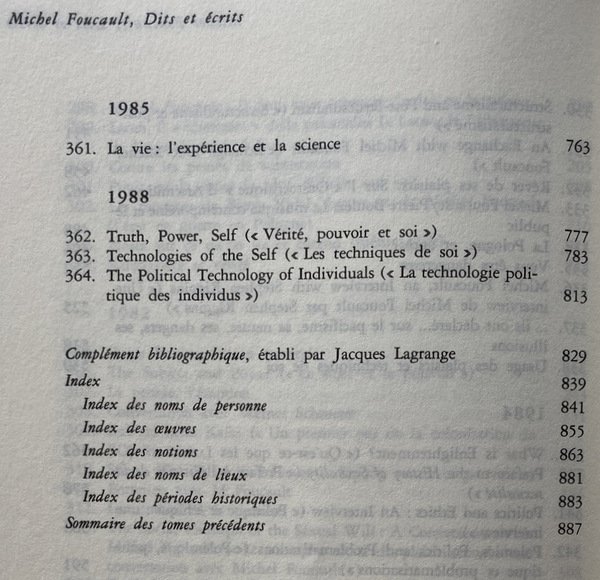 Michel Foucault, Dits et écrits
1985
361. La vie : l'expérience et la science 763
1988
362. Truth, Power, Self (« Vérité, pouvoir et soi ») 777
363. Technologies of the Self (« Les techniques de soi ») 783
364. The Political Technology of Individuals (« La technologie poli-
tique des individus ») 813
Complément bibliographique, établi par Jacques Lagrange 829
Index 839
Index des noms de personne 841
Index des œuvres 855
Index des notions 863
Index des noms de lieux 881
Index des périodes historiques 883
Sommaire des tomes précédents 887